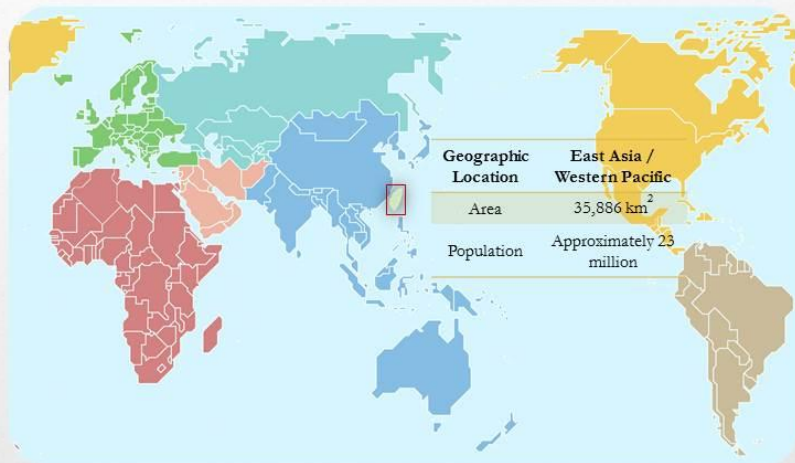 Geographic East Asia /
Location Western Pacific
Area 35,886 km²
Population Approximately 23
million